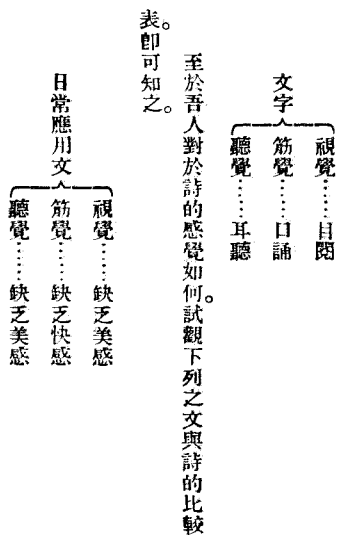 文字
視覺……目閱
筋覺……口誦
聽覺……耳聽
至於吾人對於詩的感覺如何。試觀下列之文與詩的比較
表。卽可知之。
日常應用文
視覺……缺乏美感
筋覺……缺乏快感
聽覺……缺乏美感